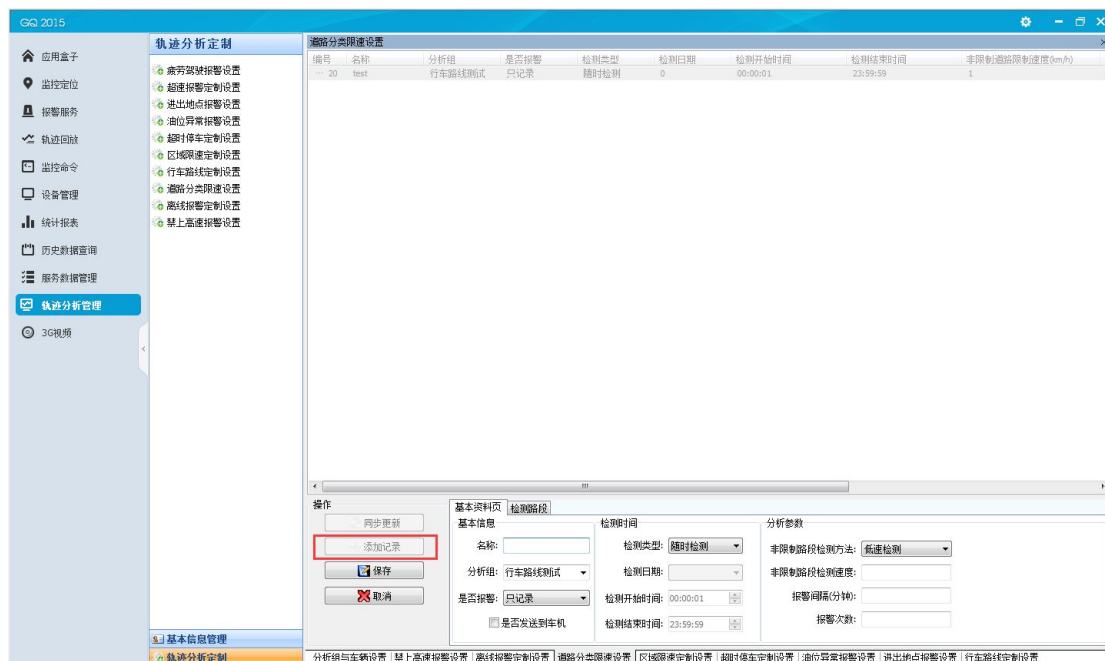 GQ 2015
应用盒子
监控定位
报警服务
轨迹回放
监控命令
设备管理
统计报表
历史数据查询
服务数据管理
轨迹分析管理
3G视频
轨迹分析定制
疲劳驾驶报警设置
超速报警定制设置
进出地点报警设置
油位异常报警设置
超时停车定制设置
区域限速定制设置
行车路线定制设置
道路分类限速设置
离线报警定制设置
禁上高速报警设置
基本信息管理
轨迹分析定制
道路分类限速设置
编号 名称 分析组 是否报警 检测类型 检测日期 检测开始时间 检测结束时间 非限制道路限制速度(km/h)
20 test 行车路线测试 只记录 随时检测 0 00:00:01 23:59:59 1
操作
同步更新
添加记录
保存
取消
基本资料页 检测路段
基本信息 检测时间 分析参数
名称: 检测类型: 随时检测 非限制路段检测方法: 低速检测
分析组: 行车路线测试 检测日期: 非限制路段检测速度:
是否报警: 只记录 检测开始时间: 00:00:01 报警间隔(分钟):
是否发送到车机 检测结束时间: 23:59:59 报警次数:
分析组与车辆设置 禁上高速报警设置 离线报警定制设置 道路分类限速设置 区域限速定制设置 超时停车定制设置 油位异常报警设置 进出地点报警设置 行车路线定制设置